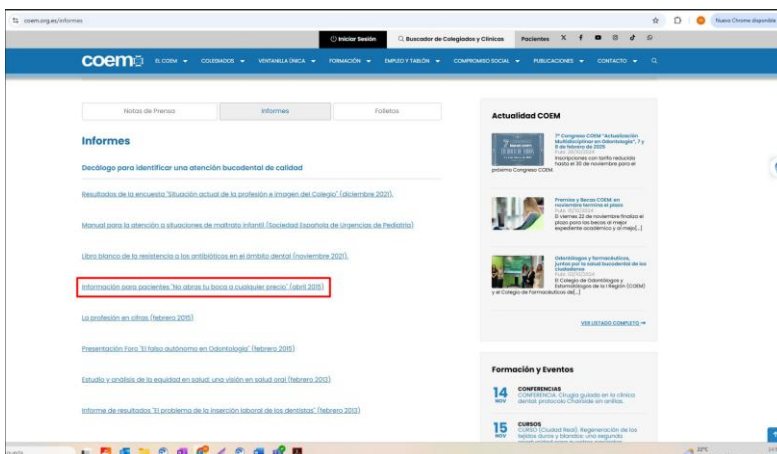 coem.org.es/informes
Nueva Chrome disponible
Iniciar Sesión
Buscador de Colegiados y Clínicas
Pacientes
coem
EL COEM
COLEGIADOS
VENTANILLA ÚNICA
FORMACIÓN
EMPLEO Y TABLÓN
COMPROMISO SOCIAL
PUBLICACIONES
CONTACTO
Notas de Prensa
Informes
Folletos
Informes
Decálogo para identificar una atención bucodental de calidad
Resultados de la encuesta "Situación actual de la profesión e imagen del Colegio" (diciembre 2021).
Manual para la atención a situaciones de maltrato infantil (Sociedad Española de Urgencias de Pediatría)
Libro blanco de la resistencia a los antibióticos en el ámbito dental (noviembre 2021).
Información para pacientes "No abras tu boca a cualquier precio" (abril 2015)
La profesión en cifras (febrero 2015)
Presentación Foro "El falso autónomo en Odontología" (febrero 2015)
Estudio y análisis de la equidad en salud: una visión en salud oral (febrero 2013)
Informe de resultados "El problema de la inserción laboral de los dentistas" (febrero 2013)
Actualidad COEM
7º Congreso COEM "Actualización
Multidisciplinar en Odontología", 7 y
8 de febrero de 2025
Inscripciones con tarifa reducida
hasta el 30 de noviembre para el
próximo Congreso COEM.
Premios y Becas COEM: en
noviembre termina el plazo
El viernes 22 de noviembre finaliza el
plazo para las becas al mejor
expediente académico y al mejo[...]
Odontólogos y farmacéuticos,
juntos por la salud bucodental de los
ciudadanos
El Colegio de Odontólogos y
Estomatólogos de la I Región (COEM)
y el Colegio de Farmacéuticos de[...]
VER LISTADO COMPLETO
Formación y Eventos
14
NOV
CONFERENCIAS
CONFERENCIA: Cirugía guiada en la clínica
dental: protocolo Chairside sin anillas.
15
NOV
CURSOS
CURSO (Ciudad Real): Regeneración de los
tejidos duros y blandos: una segunda
22°C